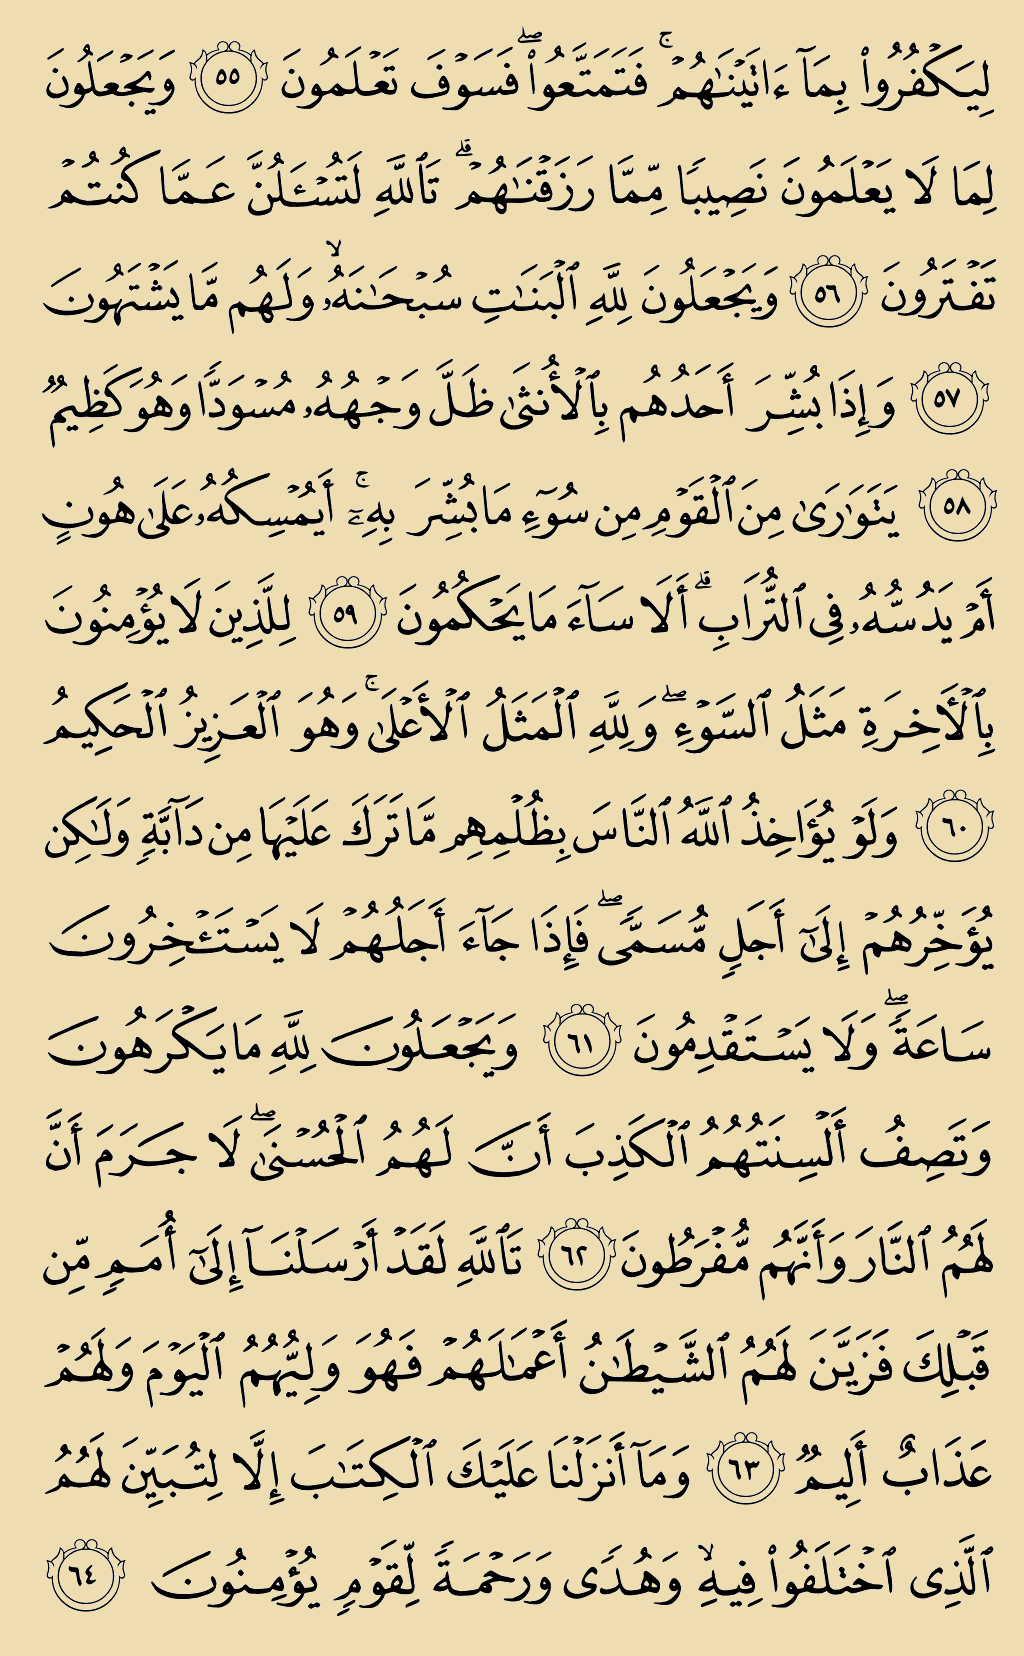 لِيَكۡفُرُواْ بِمَآ ءَاتَيۡنَٰهُمۡۚ فَتَمَتَّعُواْ فَسَوۡفَ تَعۡلَمُونَ ٥٥ وَيَجۡعَلُونَ
لِمَا لَا يَعۡلَمُونَ نَصِيبٗا مِّمَّا رَزَقۡنَٰهُمۡۗ تَٱللَّهِ لَتُسۡـَٔلُنَّ عَمَّا كُنتُمۡ
تَفۡتَرُونَ ٥٦ وَيَجۡعَلُونَ لِلَّهِ ٱلۡبَنَٰتِ سُبۡحَٰنَهُۥ وَلَهُم مَّا يَشۡتَهُونَ
٥٧ وَإِذَا بُشِّرَ أَحَدُهُم بِٱلۡأُنثَىٰ ظَلَّ وَجۡهُهُۥ مُسۡوَدّٗا وَهُوَ كَظِيمٞ
٥٨ يَتَوَٰرَىٰ مِنَ ٱلۡقَوۡمِ مِن سُوٓءِ مَا بُشِّرَ بِهِۦٓۚ أَيُمۡسِكُهُۥ عَلَىٰ هُونٍ
أَمۡ يَدُسُّهُۥ فِي ٱلتُّرَابِۗ أَلَا سَآءَ مَا يَحۡكُمُونَ ٥٩ لِلَّذِينَ لَا يُؤۡمِنُونَ
بِٱلۡأٓخِرَةِ مَثَلُ ٱلسَّوۡءِۖ وَلِلَّهِ ٱلۡمَثَلُ ٱلۡأَعۡلَىٰۚ وَهُوَ ٱلۡعَزِيزُ ٱلۡحَكِيمُ
٦٠ وَلَوۡ يُؤَاخِذُ ٱللَّهُ ٱلنَّاسَ بِظُلۡمِهِم مَّا تَرَكَ عَلَيۡهَا مِن دَآبَّةٖ وَلَٰكِن
يُؤَخِّرُهُمۡ إِلَىٰٓ أَجَلٖ مُّسَمّٗىۖ فَإِذَا جَآءَ أَجَلُهُمۡ لَا يَسۡتَـٔۡخِرُونَ
سَاعَةٗۖ وَلَا يَسۡتَقۡدِمُونَ ٦١ وَيَجۡعَلُونَ لِلَّهِ مَا يَكۡرَهُونَ
وَتَصِفُ أَلۡسِنَتُهُمُ ٱلۡكَذِبَ أَنَّ لَهُمُ ٱلۡحُسۡنَىٰۖ لَا جَرَمَ أَنَّ
لَهُمُ ٱلنَّارَ وَأَنَّهُم مُّفۡرَطُونَ ٦٢ تَٱللَّهِ لَقَدۡ أَرۡسَلۡنَآ إِلَىٰٓ أُمَمٖ مِّن
قَبۡلِكَ فَزَيَّنَ لَهُمُ ٱلشَّيۡطَٰنُ أَعۡمَٰلَهُمۡ فَهُوَ وَلِيُّهُمُ ٱلۡيَوۡمَ وَلَهُمۡ
عَذَابٌ أَلِيمٞ ٦٣ وَمَآ أَنزَلۡنَا عَلَيۡكَ ٱلۡكِتَٰبَ إِلَّا لِتُبَيِّنَ لَهُمُ
ٱلَّذِي ٱخۡتَلَفُواْ فِيهِ وَهُدٗى وَرَحۡمَةٗ لِّقَوۡمٖ يُؤۡمِنُونَ ٦٤